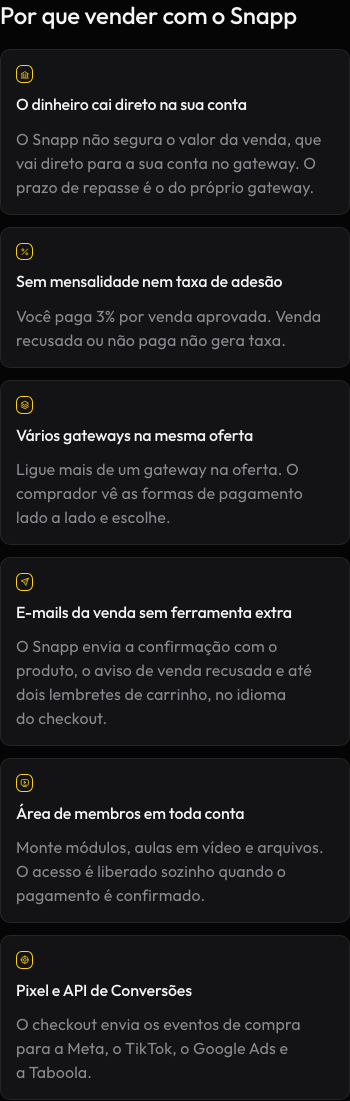 Por que vender com o Snapp
O dinheiro cai direto na sua conta
O Snapp não segura o valor da venda, que
vai direto para a sua conta no gateway. O
prazo de repasse é o do próprio gateway.
Sem mensalidade nem taxa de adesão
Você paga 3% por venda aprovada. Venda
recusada ou não paga não gera taxa.
Vários gateways na mesma oferta
Ligue mais de um gateway na oferta. O
comprador vê as formas de pagamento
lado a lado e escolhe.
E-mails da venda sem ferramenta extra
O Snapp envia a confirmação com o
produto, o aviso de venda recusada e até
dois lembretes de carrinho, no idioma
do checkout.
Área de membros em toda conta
Monte módulos, aulas em vídeo e arquivos.
O acesso é liberado sozinho quando o
pagamento é confirmado.
Pixel e API de Conversões
O checkout envia os eventos de compra
para a Meta, o TikTok, o Google Ads e
a Taboola.